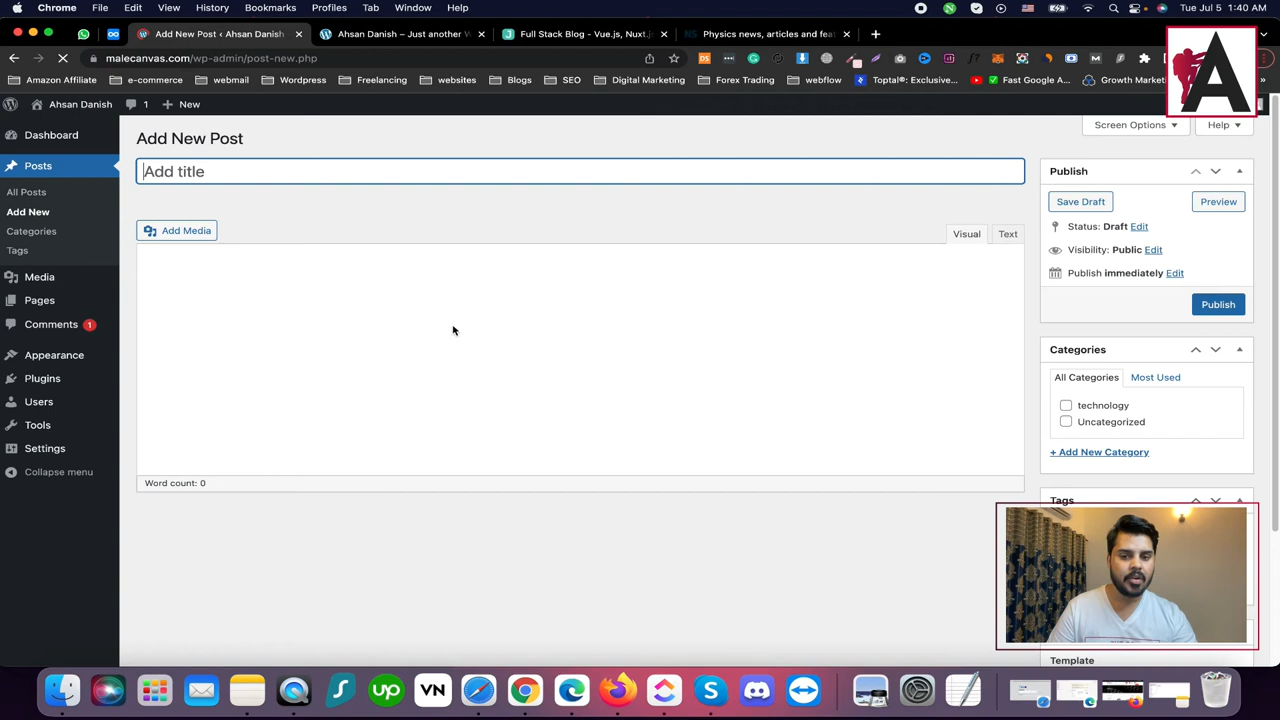 Chrome File Edit View History Bookmarks Profiles Tab Window Help
Tue Jul 5 1:40 AM
Add New Post ‹ Ahsan Danish
Ahsan Danish – Just another W
Full Stack Blog - Vue.js, Nuxt.js
Physics news, articles and feat
malecanvas.com/wp-admin/post-new.php
Amazon Affiliate e-commerce webmail Wordpress Freelancing websites Blogs SEO Digital Marketing Forex Trading webflow Toptal®: Exclusive... Fast Google A... Growth Market
Ahsan Danish 1 New
Screen Options Help
Dashboard
Posts
All Posts
Add New
Categories
Tags
Media
Pages
Comments 1
Appearance
Plugins
Users
Tools
Settings
Collapse menu
Add New Post
Add title
Add Media
Visual Text
Word count: 0
Publish
Save Draft Preview
Status: Draft Edit
Visibility: Public Edit
Publish immediately Edit
Publish
Categories
All Categories Most Used
technology
Uncategorized
+ Add New Category
Tags
Template
A
DS
NS
up
VN